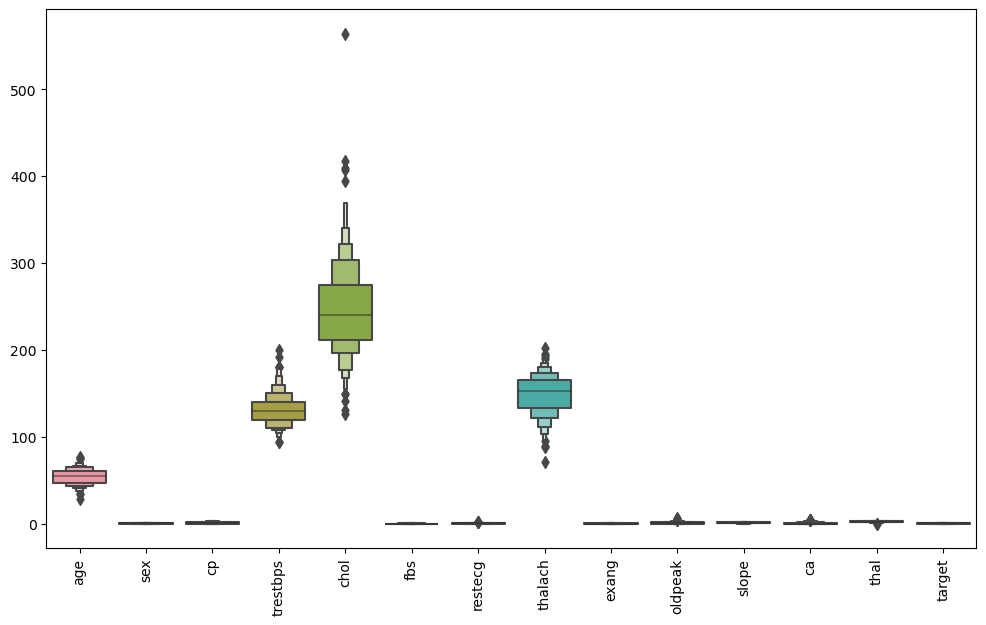 500
400
300
200
100
0
age
sex
cp
trestbps
chol
fbs
restecg
thalach
exang
oldpeak
slope
ca
thal
target